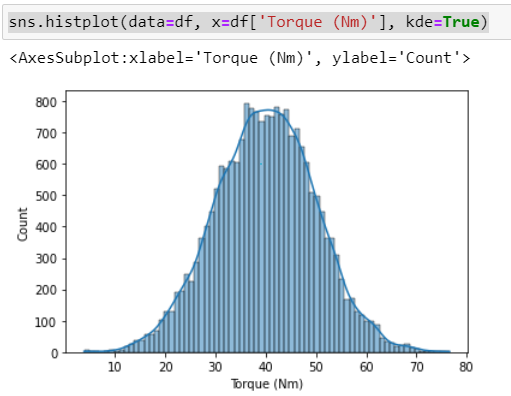 sns.histplot(data=df, x=df['Torque (Nm)'], kde=True)
<AxesSubplot:xlabel='Torque (Nm)', ylabel='Count'>
800
700
600
500
400
300
200
100
0
Count
10 20 30 40 50 60 70 80
Torque (Nm)